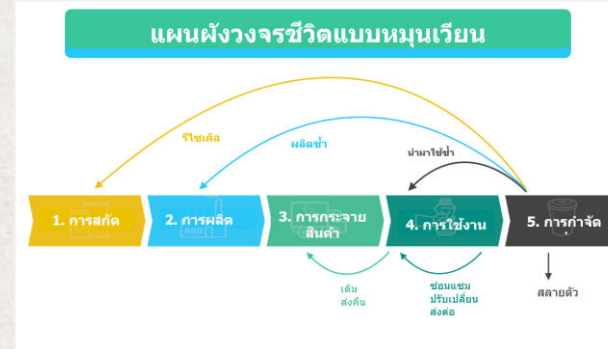 แผนผังวงจรชีวิตแบบหมุนเวียน
รีไซเคิล
ผลิตซ้ำ
นำมาใช้ซ้ำ
1. การสกัด
2. การผลิต
3. การกระจาย
สินค้า
4. การใช้งาน
5. การกำจัด
เติม
ส่งคืน
ซ่อมแซม
ปรับเปลี่ยน
ส่งต่อ
สลายตัว